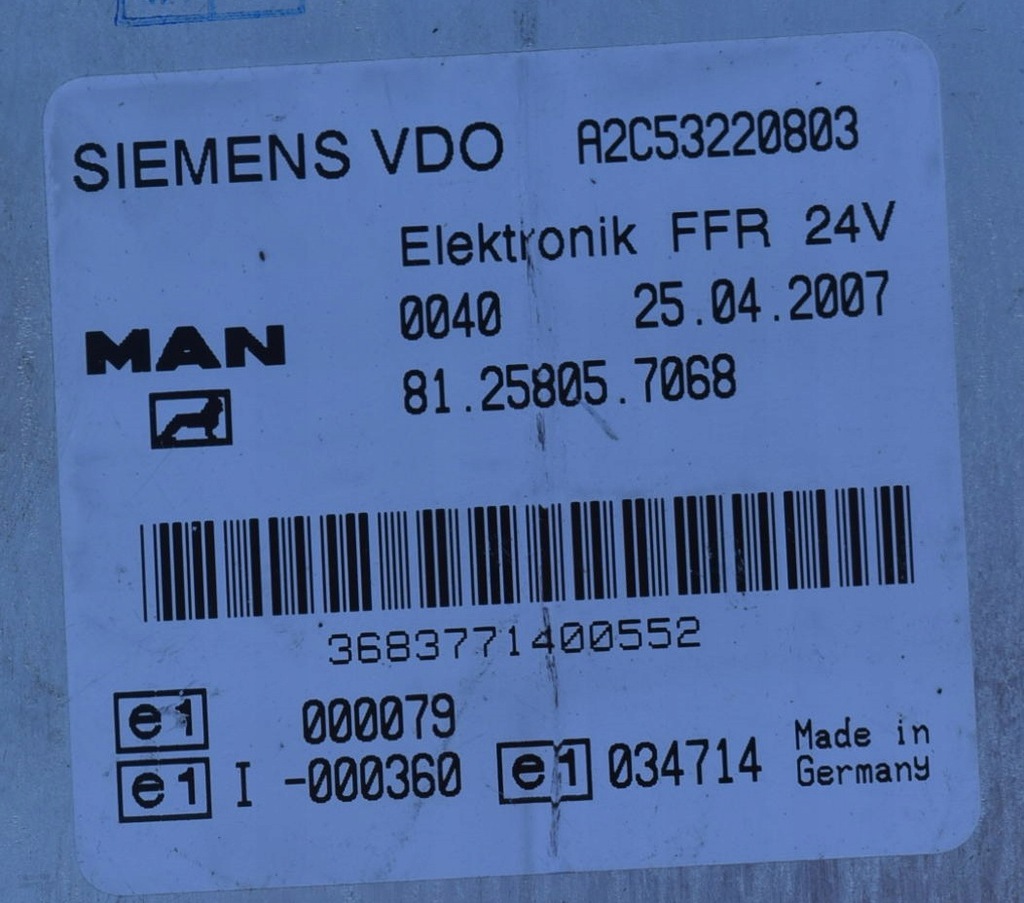 SIEMENS VDO A2C53220803
Elektronik FFR 24V
0040 25.04.2007
MAN
81.25805.7068
3683771400552
e1 000079
e1 I -000360 e1 034714
Made in
Germany